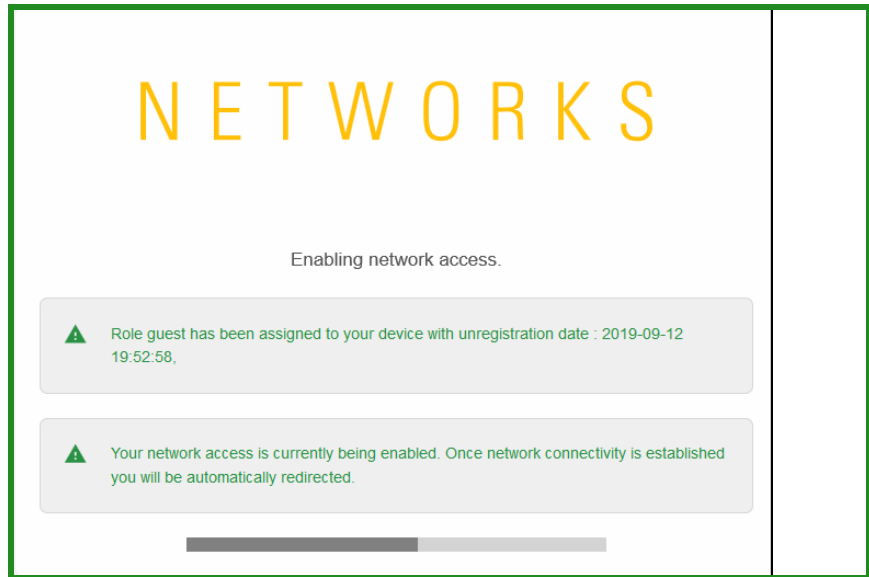 NETWORKS
Enabling network access.
Role guest has been assigned to your device with unregistration date : 2019-09-12
19:52:58,
Your network access is currently being enabled. Once network connectivity is established
you will be automatically redirected.